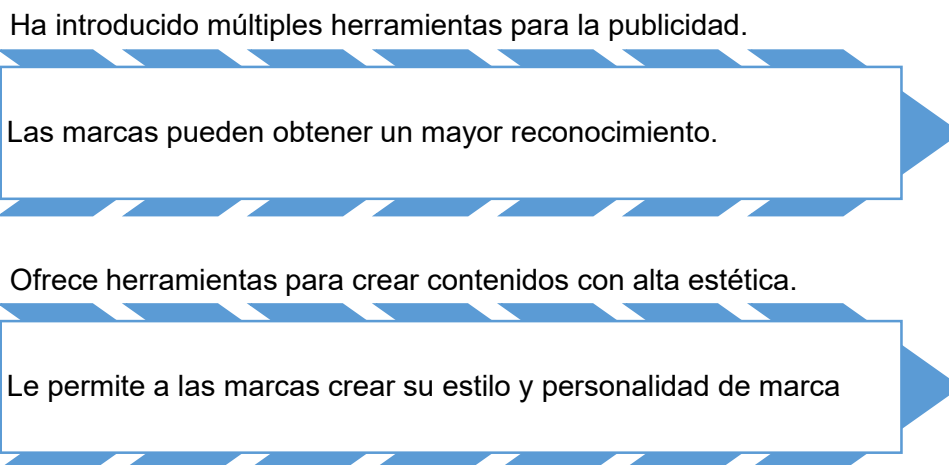 Ha introducido múltiples herramientas para la publicidad.
Las marcas pueden obtener un mayor reconocimiento.
Ofrece herramientas para crear contenidos con alta estética.
Le permite a las marcas crear su estilo y personalidad de marca